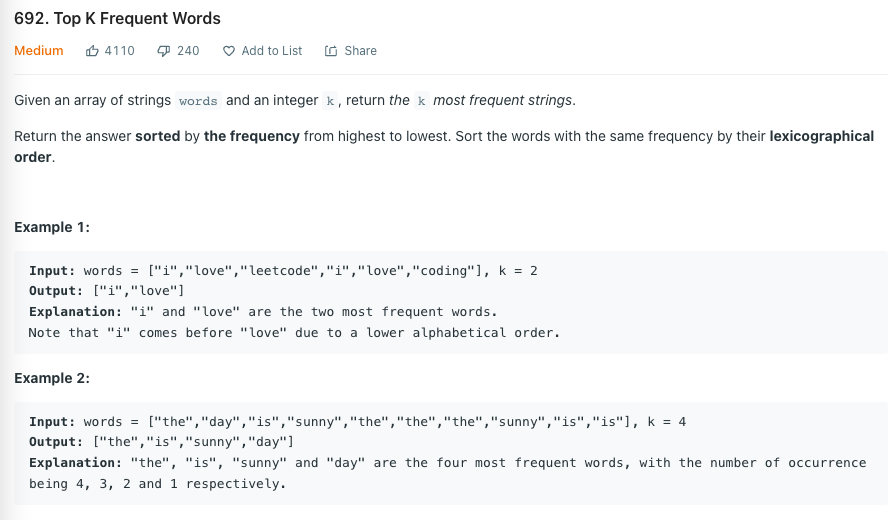 692. Top K Frequent Words
Medium 4110 240 Add to List Share
Given an array of strings words and an integer k, return the k most frequent strings.
Return the answer sorted by the frequency from highest to lowest. Sort the words with the same frequency by their lexicographical
order.
Example 1:
Input: words = ["i","love","leetcode","i","love","coding"], k = 2
Output: ["i","love"]
Explanation: "i" and "love" are the two most frequent words.
Note that "i" comes before "love" due to a lower alphabetical order.
Example 2:
Input: words = ["the","day","is","sunny","the","the","the","sunny","is","is"], k = 4
Output: ["the","is","sunny","day"]
Explanation: "the", "is", "sunny" and "day" are the four most frequent words, with the number of occurrence
being 4, 3, 2 and 1 respectively.